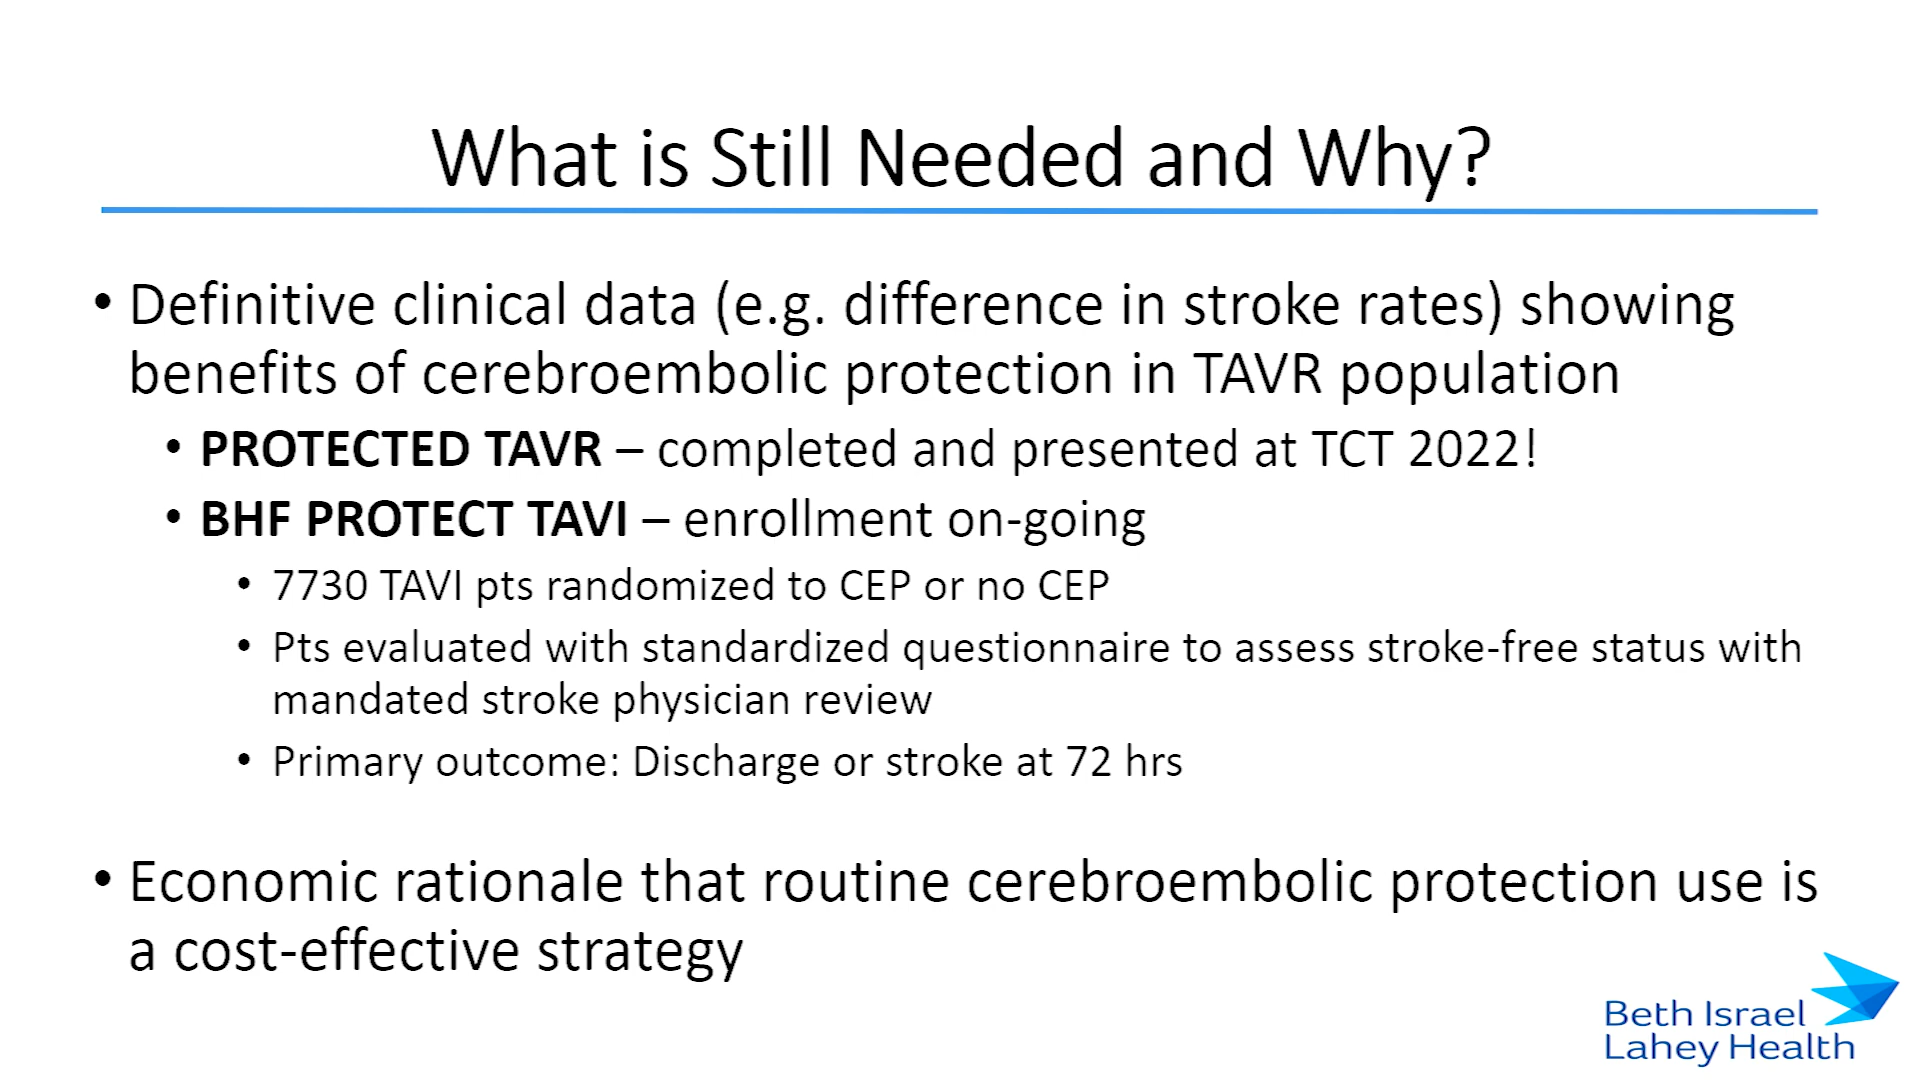 What is Still Needed and Why?
• Definitive clinical data (e.g. difference in stroke rates) showing
benefits of cerebroembolic protection in TAVR population
• PROTECTED TAVR – completed and presented at TCT 2022!
• BHF PROTECT TAVI – enrollment on-going
• 7730 TAVI pts randomized to CEP or no CEP
• Pts evaluated with standardized questionnaire to assess stroke-free status with
mandated stroke physician review
• Primary outcome: Discharge or stroke at 72 hrs
• Economic rationale that routine cerebroembolic protection use is
a cost-effective strategy
Beth Israel
Lahey Health